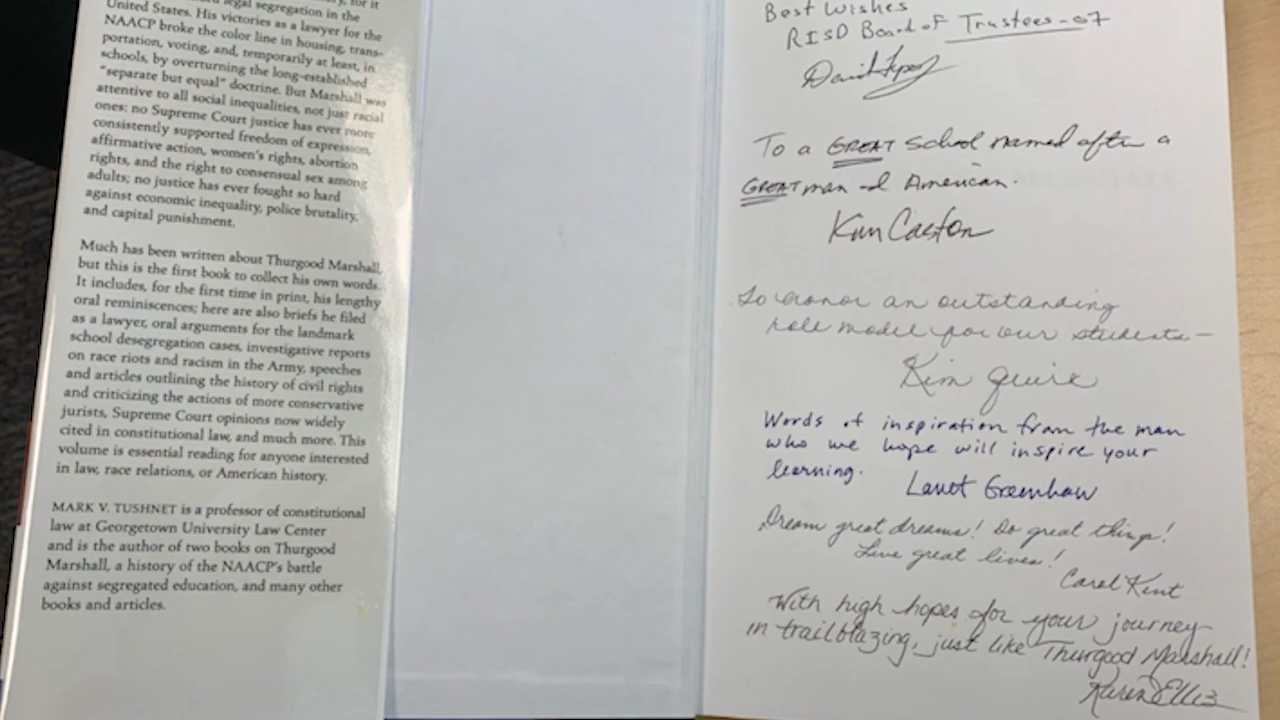 legal segregation in the
United States. His victories as a lawyer for the
NAACP broke the color line in housing, trans-
portation, voting, and, temporarily at least, in
schools, by overturning the long-established
"separate but equal" doctrine. But Marshall was
attentive to all social inequalities, not just racial
ones: no Supreme Court justice has ever more
consistently supported freedom of expression,
affirmative action, women's rights, abortion
rights, and the right to consensual sex among
adults; no justice has ever fought so hard
against economic inequality, police brutality,
and capital punishment.
Much has been written about Thurgood Marshall,
but this is the first book to collect his own words.
It includes, for the first time in print, his lengthy
oral reminiscences; here are also briefs he filed
as a lawyer, oral arguments for the landmark
school desegregation cases, investigative reports
on race riots and racism in the Army, speeches
and articles outlining the history of civil rights
and criticizing the actions of more conservative
jurists, Supreme Court opinions now widely
cited in constitutional law, and much more. This
volume is essential reading for anyone interested
in law, race relations, or American history.
MARK V. TUSHNET is a professor of constitutional
law at Georgetown University Law Center
and is the author of two books on Thurgood
Marshall, a history of the NAACP's battle
against segregated education, and many other
books and articles.
Best Wishes
RISD Board of Trustees - 07
David
To a GREAT School named after a
GREAT man and American.
Kim Caston
To honor an outstanding
role model for our students-
Kim Quirk
Words of inspiration from the man
who we hope will inspire your
learning.
Lanet Greenhaw
Dream great dreams! Do great things!
Live great lives!
Carol Kent
With high hopes for your journey
in trailblazing, just like Thurgood Marshall!
Karen Ellis